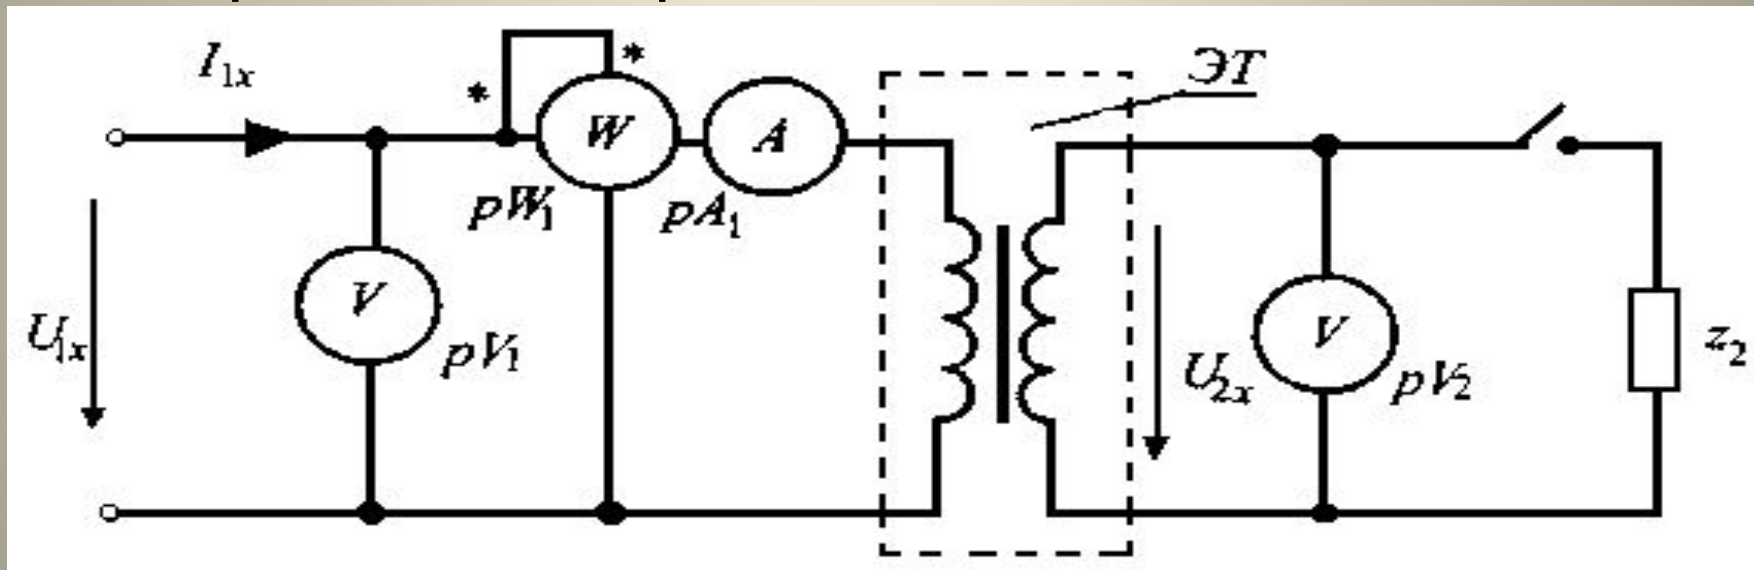 I₁ₓ
*
*
ЭТ
W
A
pW₁
pA₁
V
U₁ₓ
pV₁
V
U₂ₓ
pV₂
z₂